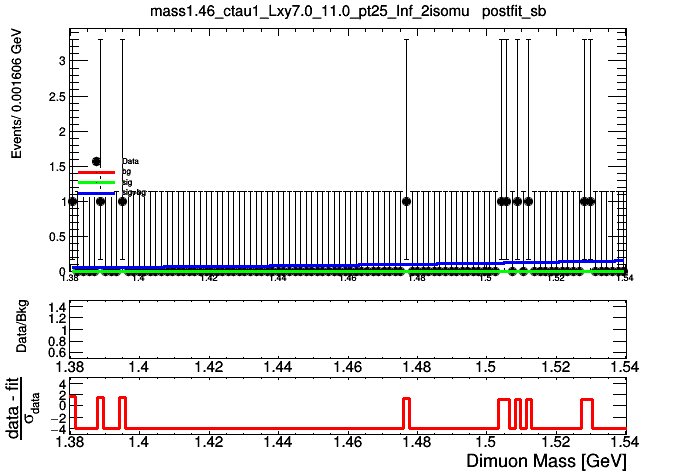 mass1.46_ctau1_Lxy7.0_11.0_pt25_Inf_2isomu postfit_sb
Events/ 0.001606 GeV
3
2.5
2
1.5
1
0.5
0
Data
bg
sig
sig+bg
1.38 1.4 1.42 1.44 1.46 1.48 1.5 1.52 1.54
Data/Bkg
1.4
1.2
1
0.8
0.6
1.38 1.4 1.42 1.44 1.46 1.48 1.5 1.52 1.54
data - fit
σdata
4
2
0
−2
−4
1.38 1.4 1.42 1.44 1.46 1.48 1.5 1.52 1.54
Dimuon Mass [GeV]